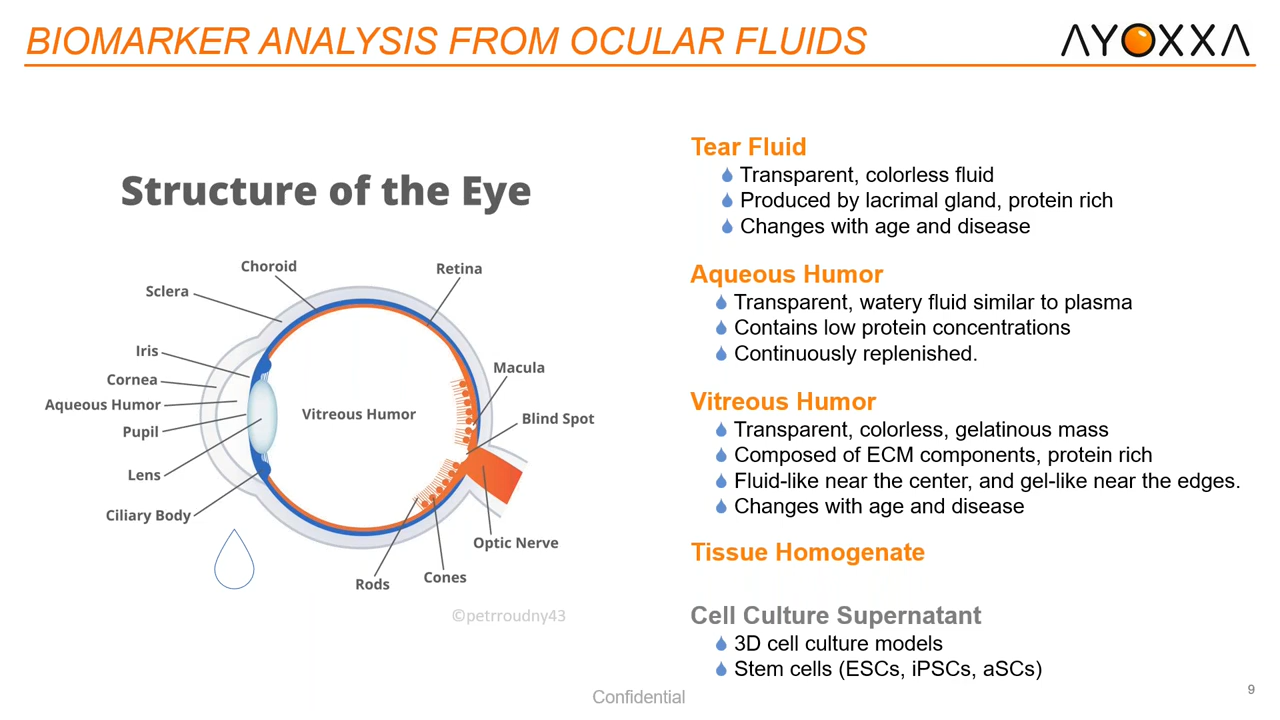 BIOMARKER ANALYSIS FROM OCULAR FLUIDS
AYOXXA
Structure of the Eye
Choroid
Retina
Sclera
Iris
Macula
Cornea
Aqueous Humor
Vitreous Humor
Blind Spot
Pupil
Lens
Ciliary Body
Optic Nerve
Rods
Cones
©petrroudny43
Tear Fluid
Transparent, colorless fluid
Produced by lacrimal gland, protein rich
Changes with age and disease
Aqueous Humor
Transparent, watery fluid similar to plasma
Contains low protein concentrations
Continuously replenished.
Vitreous Humor
Transparent, colorless, gelatinous mass
Composed of ECM components, protein rich
Fluid-like near the center, and gel-like near the edges.
Changes with age and disease
Tissue Homogenate
Cell Culture Supernatant
3D cell culture models
Stem cells (ESCs, iPSCs, aSCs)
Confidential
9